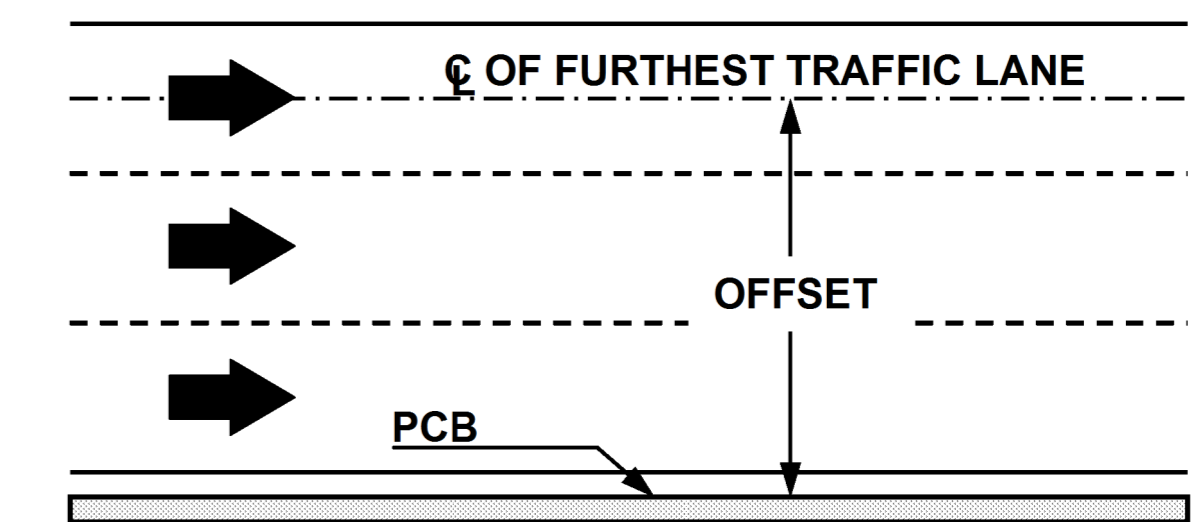 ℄ OF FURTHEST TRAFFIC LANE
OFFSET
PCB